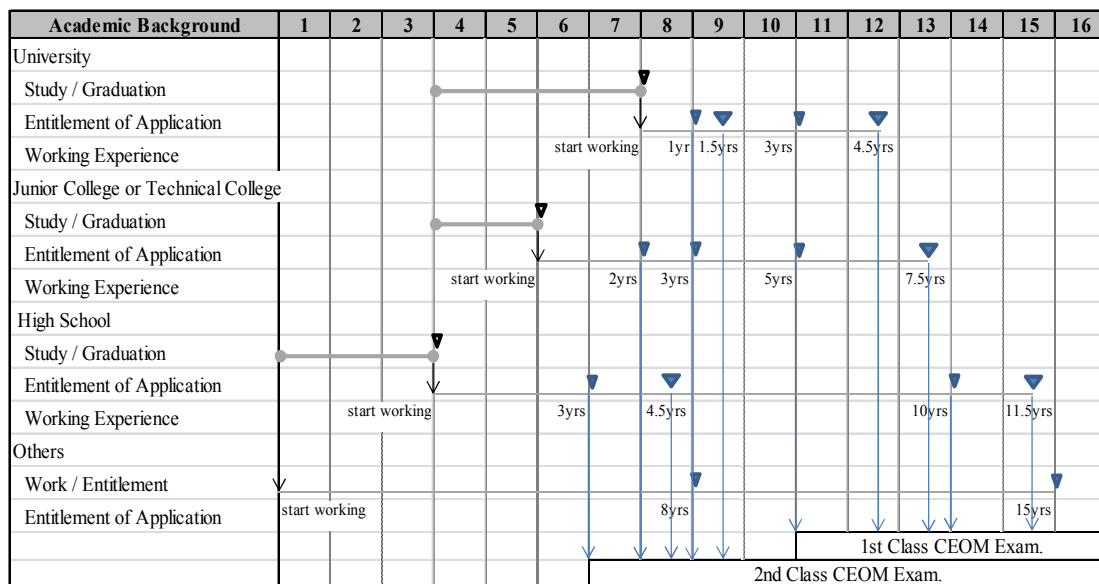 Academic Background 1 2 3 4 5 6 7 8 9 10 11 12 13 14 15 16
University
Study / Graduation
Entitlement of Application
Working Experience start working 1yr 1.5yrs 3yrs 4.5yrs
Junior College or Technical College
Study / Graduation
Entitlement of Application
Working Experience start working 2yrs 3yrs 5yrs 7.5yrs
High School
Study / Graduation
Entitlement of Application
Working Experience start working 3yrs 4.5yrs 10yrs 11.5yrs
Others
Work / Entitlement
Entitlement of Application start working 8yrs 15yrs
1st Class CEOM Exam.
2nd Class CEOM Exam.